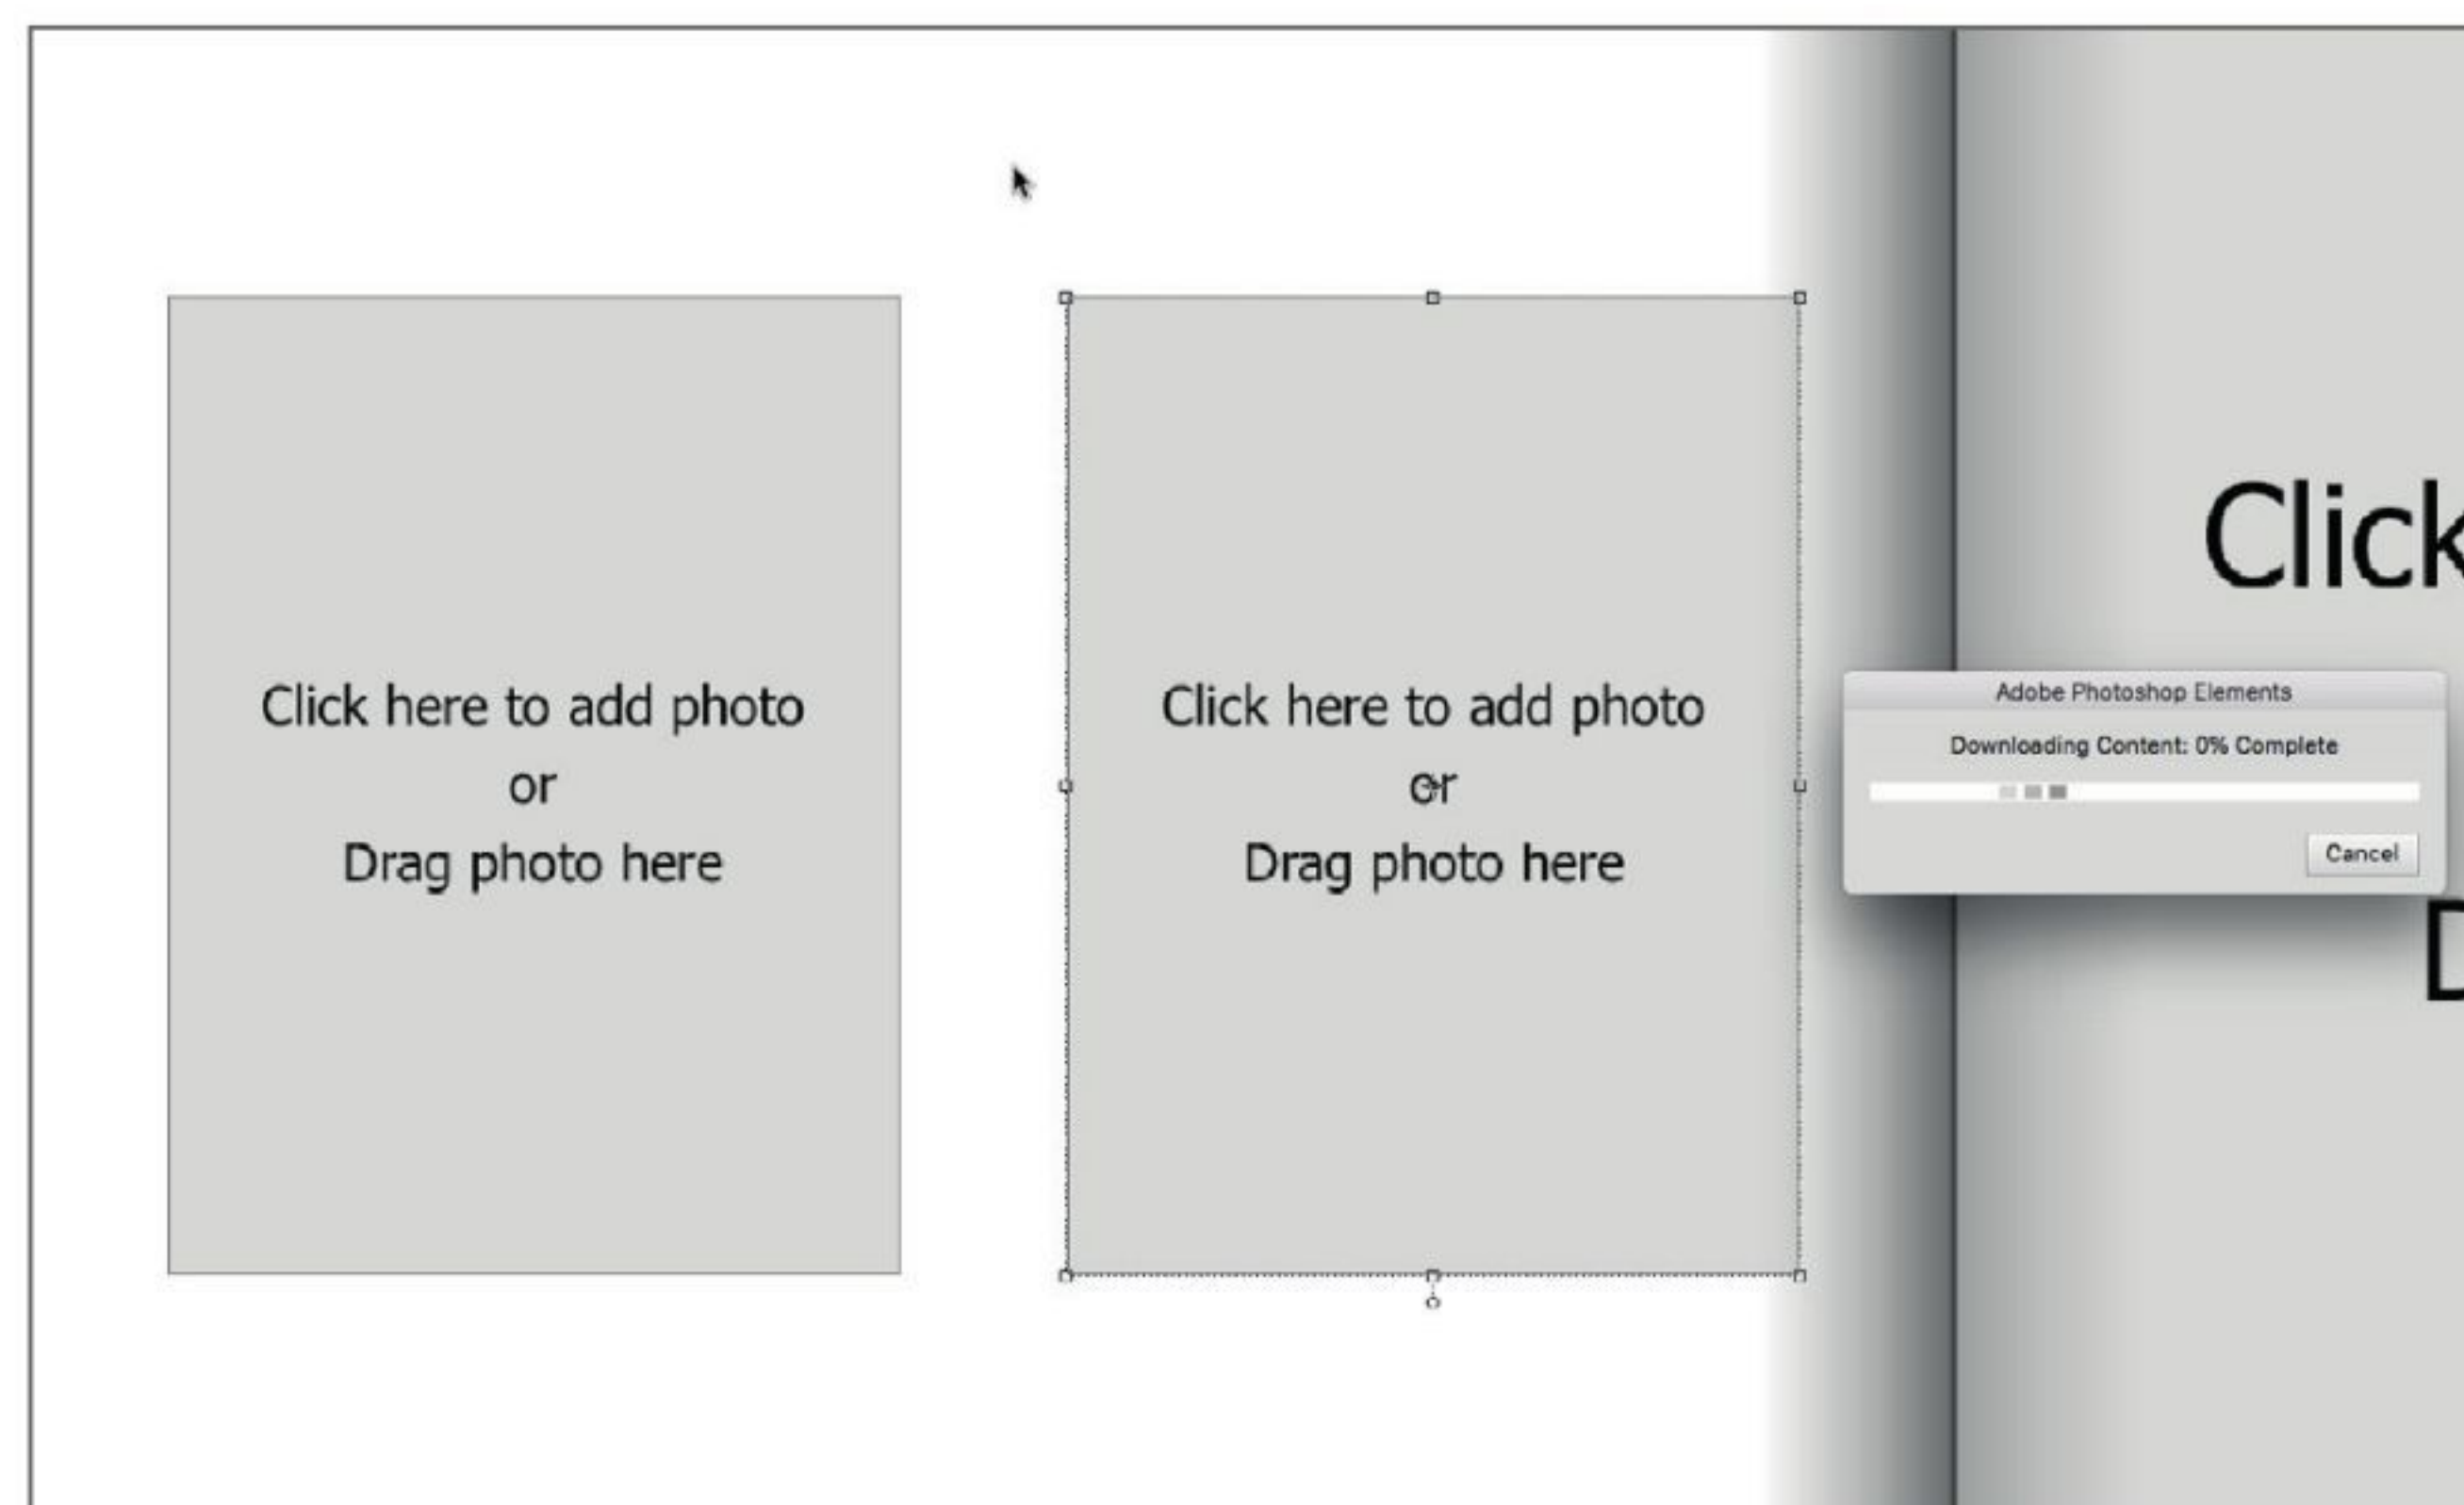 Click here to add photo
or
Drag photo here
Click here to add photo
or
Drag photo here
Click
Adobe Photoshop Elements
Downloading Content: 0% Complete
Cancel
D